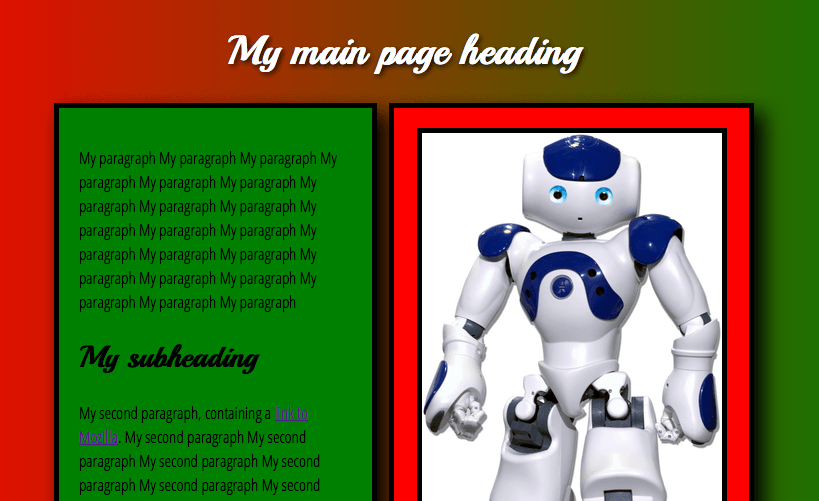 My main page heading
My paragraph My paragraph My paragraph My
paragraph My paragraph My paragraph My
paragraph My paragraph My paragraph My
paragraph My paragraph My paragraph My
paragraph My paragraph My paragraph My
paragraph My paragraph My paragraph My
paragraph My paragraph My paragraph
My subheading
My second paragraph, containing a link to
Mozilla. My second paragraph My second
paragraph My second paragraph My second
paragraph My second paragraph My second